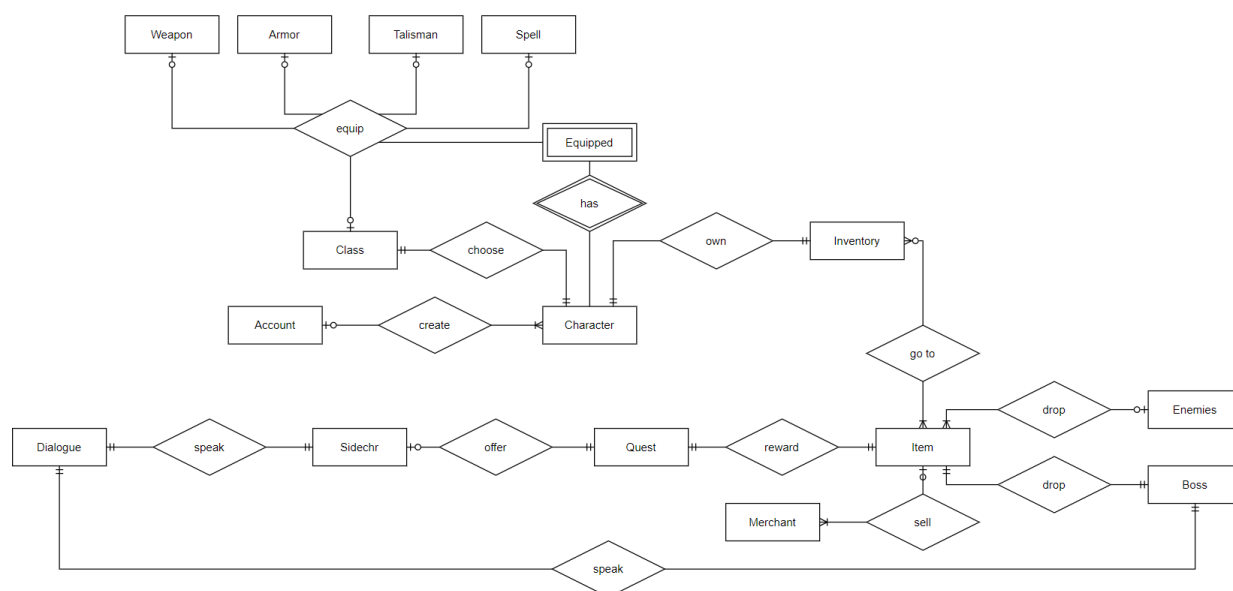 Weapon
Armor
Talisman
Spell
equip
Equipped
has
Class
choose
own
Inventory
Account
create
Character
go to
drop
Enemies
Dialogue
speak
Sidechr
offer
Quest
reward
Item
drop
Boss
Merchant
sell
speak